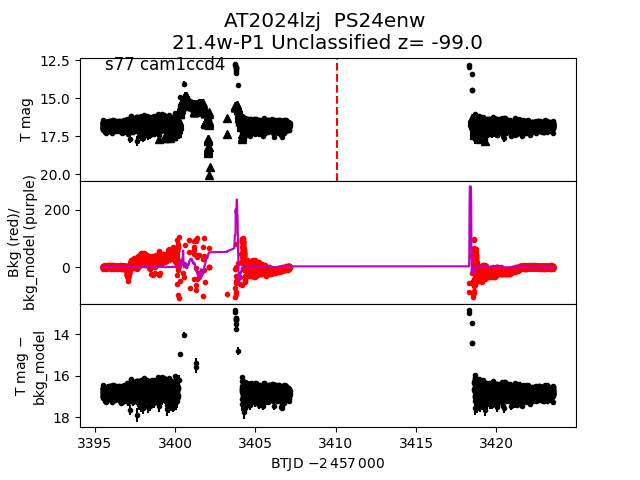 AT2024lzj  PS24enw
21.4w-P1 Unclassified z= -99.0
s77 cam1ccd4
12.5
15.0
17.5
20.0
T mag
200
0
Bkg (red)/
bkg_model (purple)
14
16
18
T mag −
bkg_model
3395 3400 3405 3410 3415 3420
BTJD −2 457 000